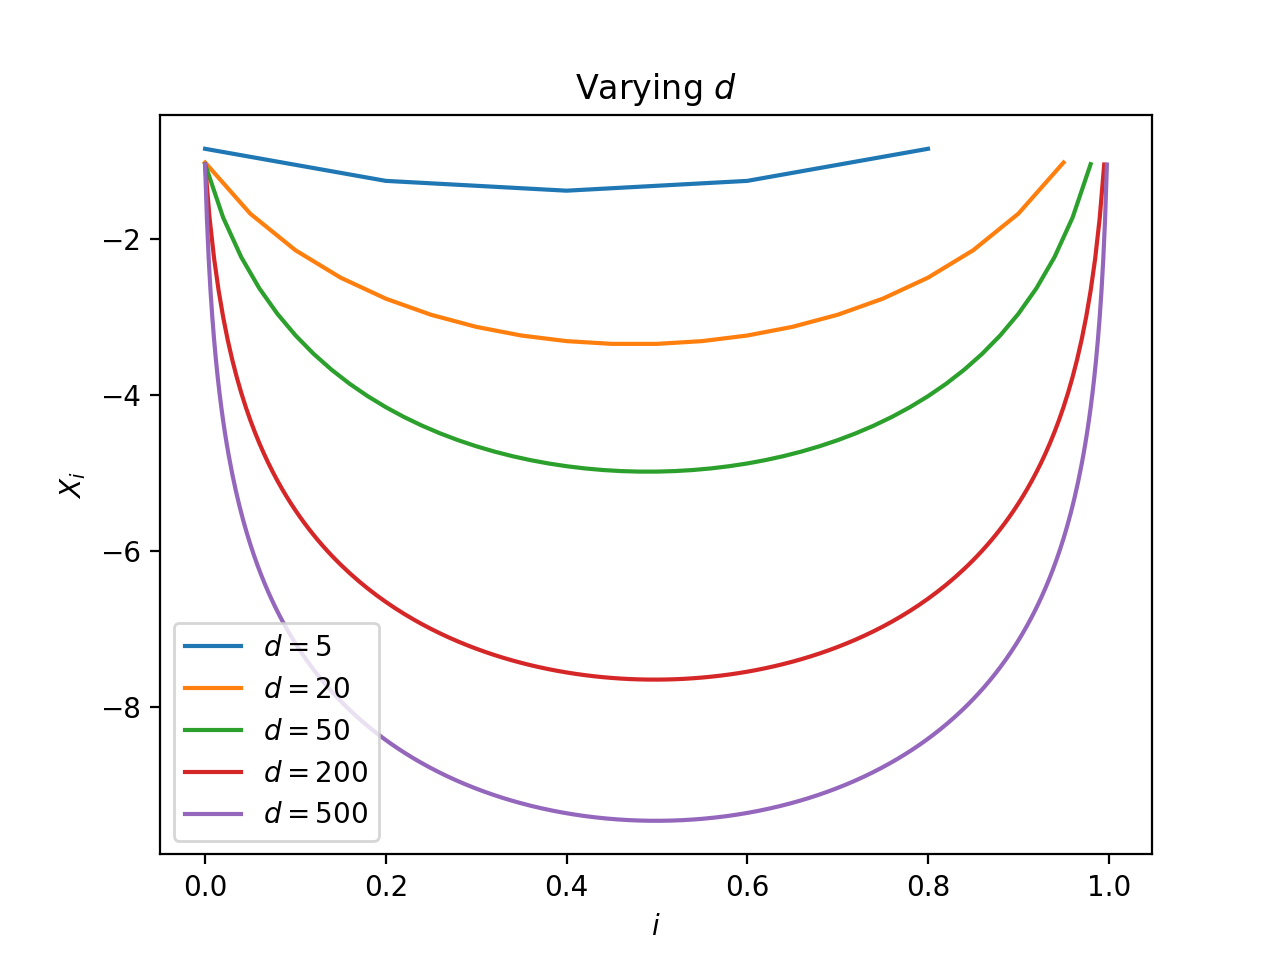 Varying d
−2
−4
−6
−8
X_i
d = 5
d = 20
d = 50
d = 200
d = 500
0.0 0.2 0.4 0.6 0.8 1.0
i